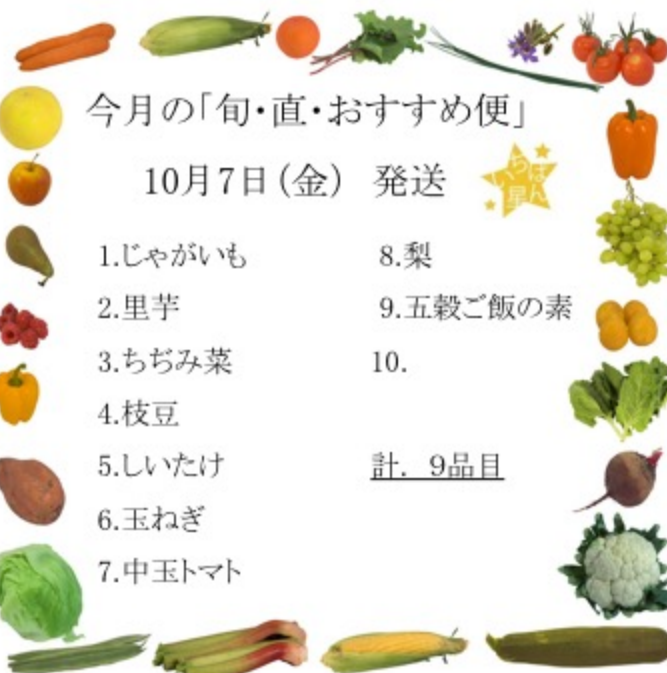 今月の「旬・直・おすすめ便」
10月7日(金) 発送
いちばん
星
1.じゃがいも
2.里芋
3.ちぢみ菜
4.枝豆
5.しいたけ
6.玉ねぎ
7.中玉トマト
8.梨
9.五穀ご飯の素
10.
計. 9品目